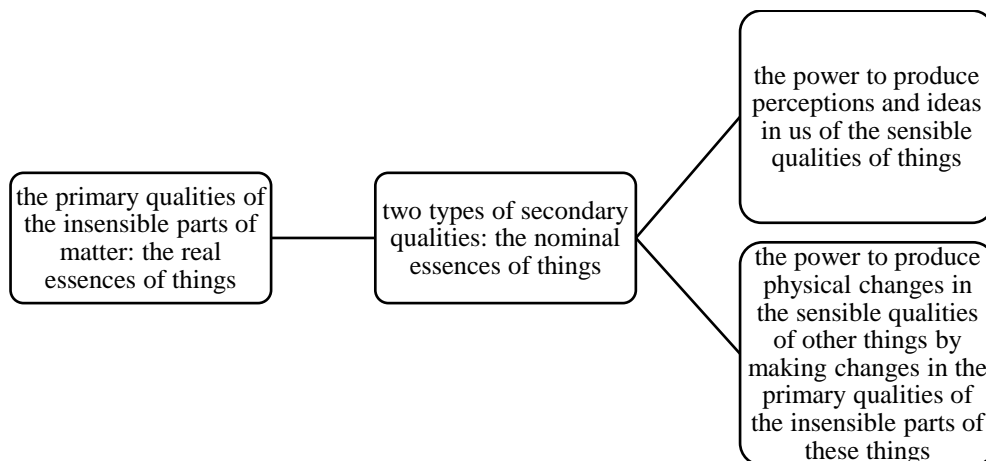 the primary qualities of
the insensible parts of
matter: the real
essences of things
two types of secondary
qualities: the nominal
essences of things
the power to produce
perceptions and ideas
in us of the sensible
qualities of things
the power to produce
physical changes in
the sensible qualities
of other things by
making changes in the
primary qualities of
the insensible parts of
these things